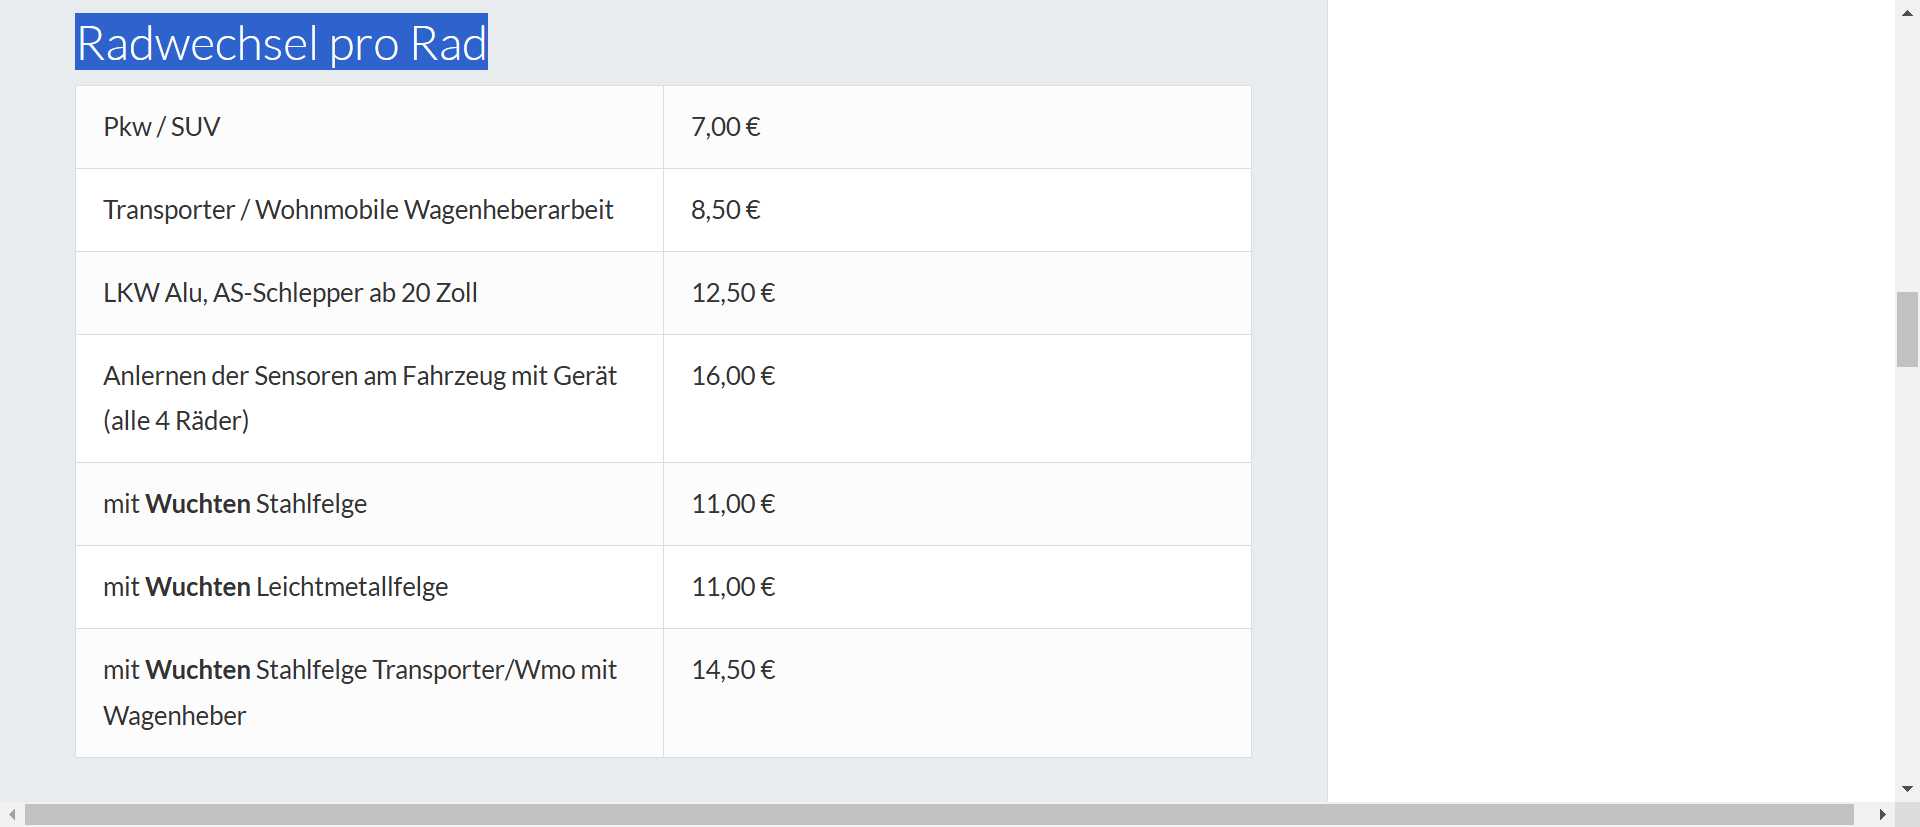 Radwechsel pro Rad
Pkw / SUV 7,00 €
Transporter / Wohnmobile Wagenheberarbeit 8,50 €
LKW Alu, AS-Schlepper ab 20 Zoll 12,50 €
Anlernen der Sensoren am Fahrzeug mit Gerät 16,00 €
(alle 4 Räder)
mit Wuchten Stahlfelge 11,00 €
mit Wuchten Leichtmetallfelge 11,00 €
mit Wuchten Stahlfelge Transporter/Wmo mit 14,50 €
Wagenheber